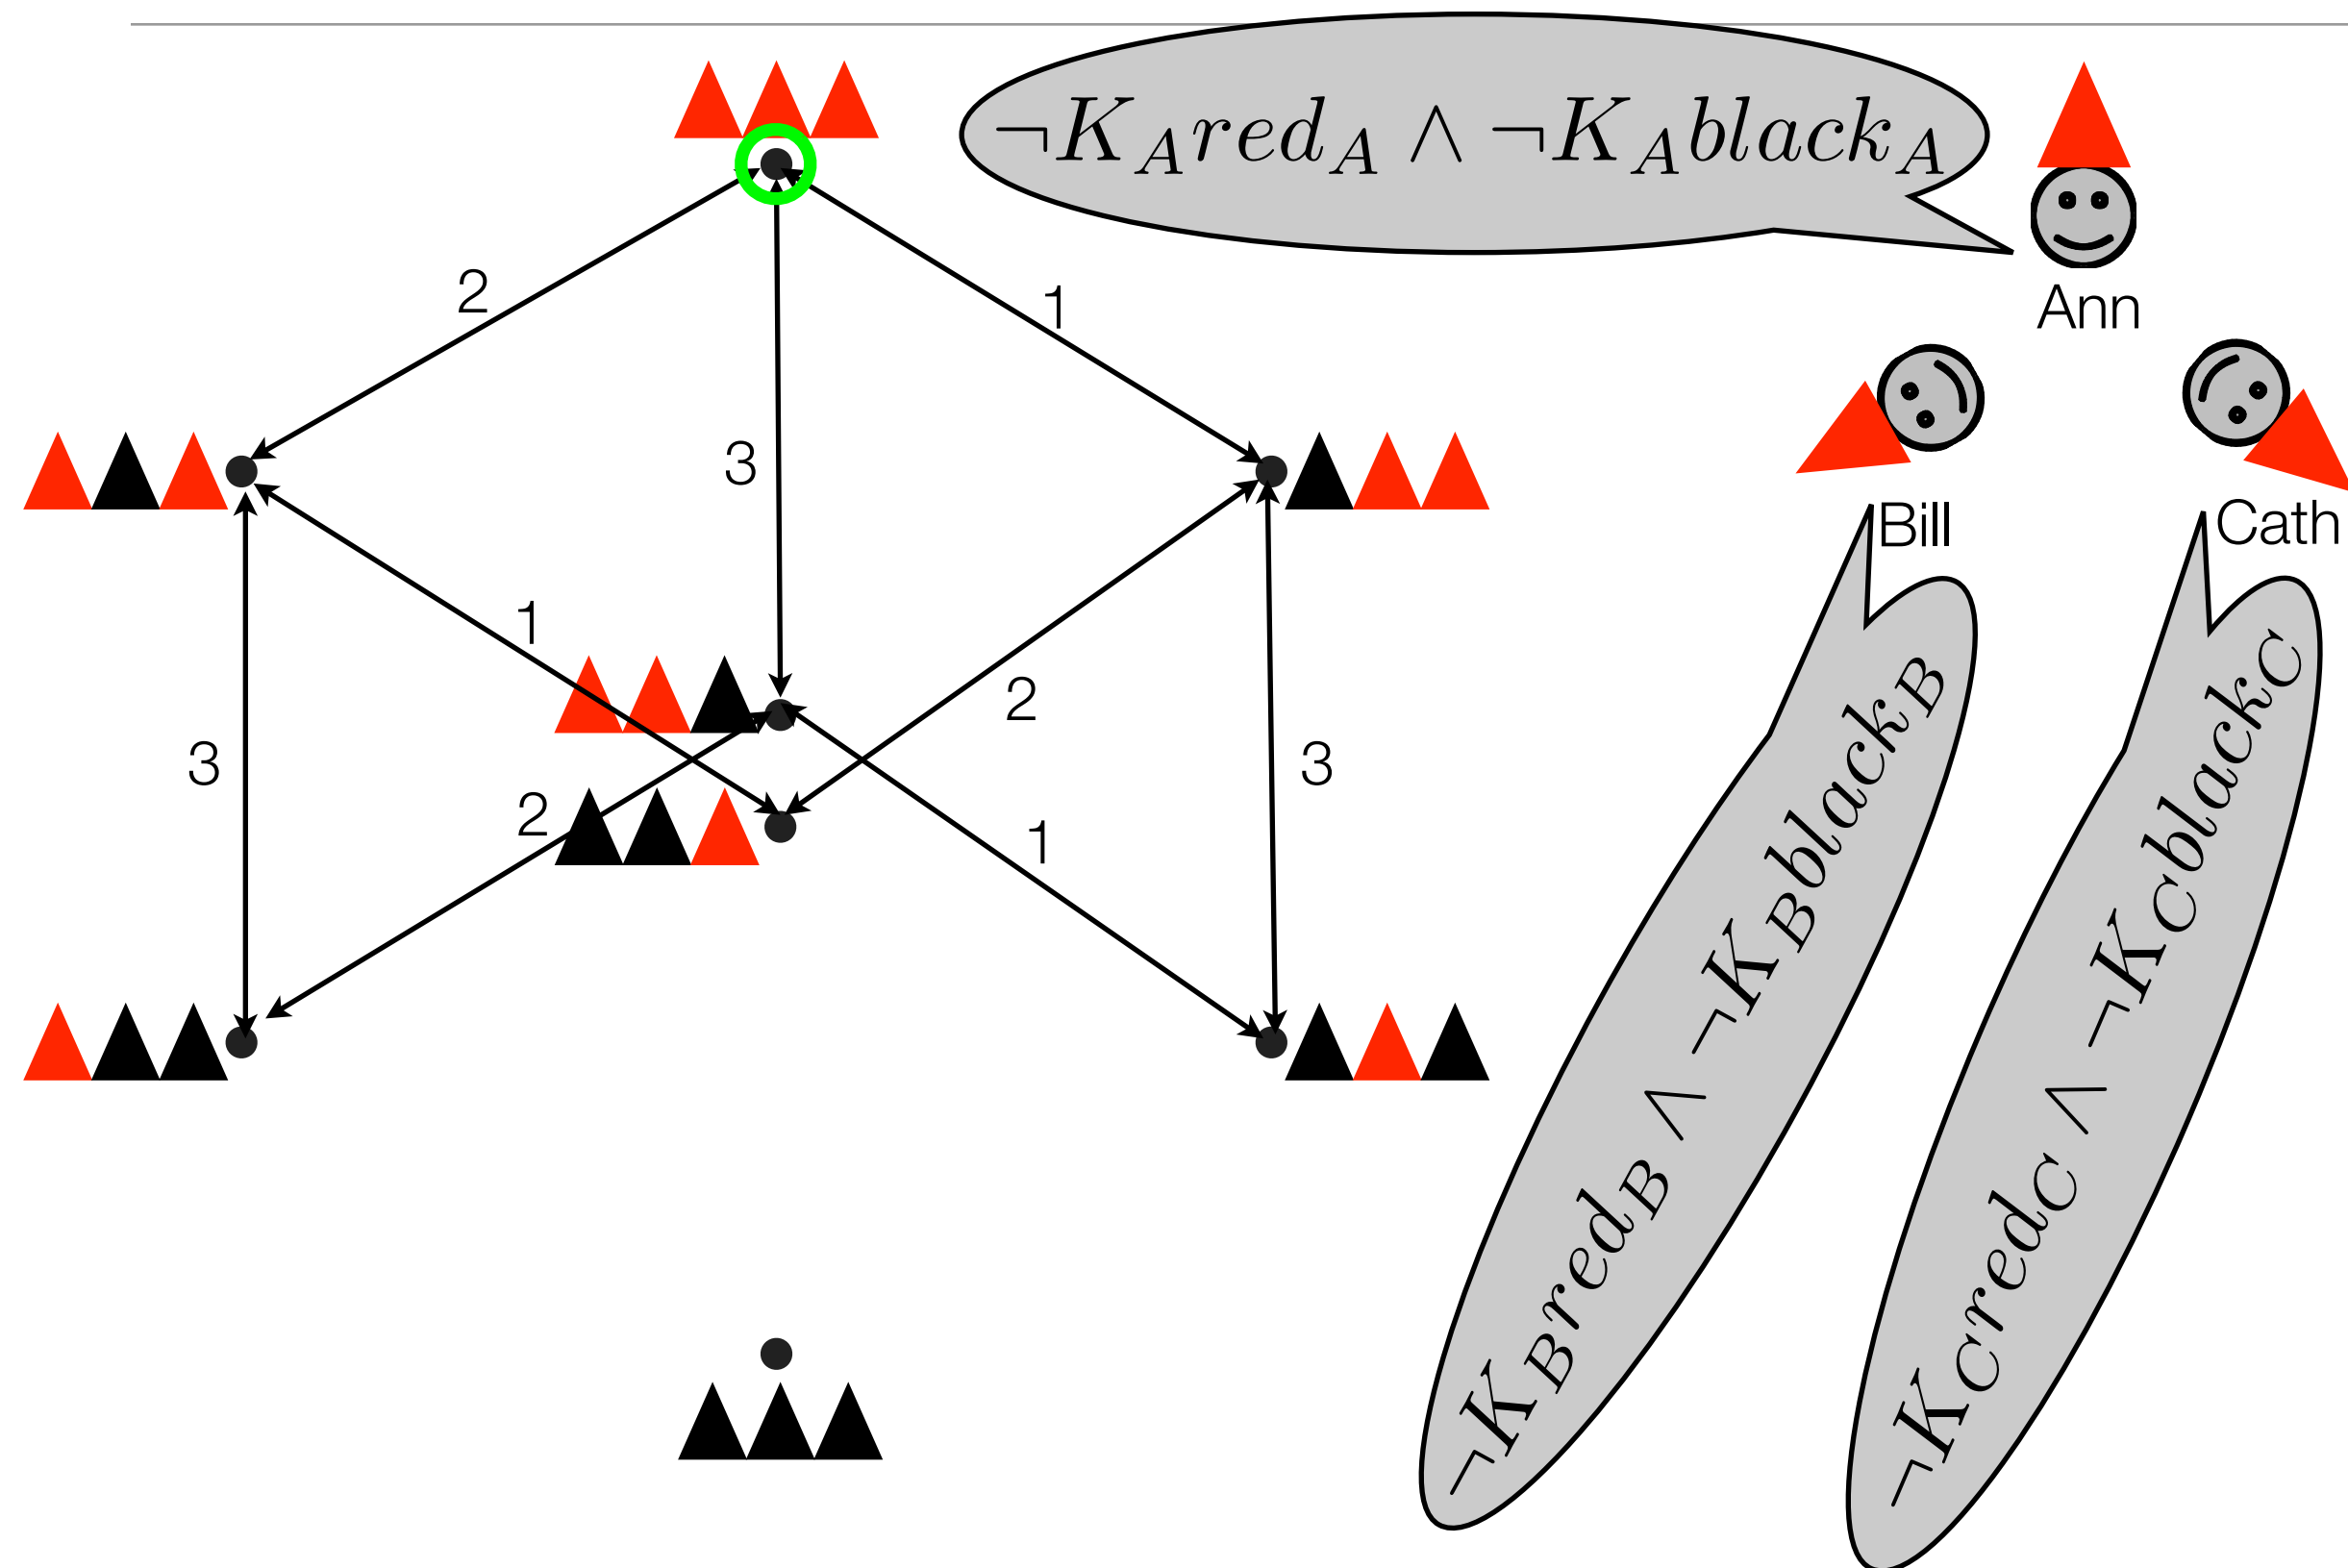 ¬K_A red_A ∧ ¬K_A black_A
Ann
2
1
3
Bill
Cath
1
2
3
3
2
1
¬K_B red_B ∧ ¬K_B black_B
¬K_C red_C ∧ ¬K_C black_C